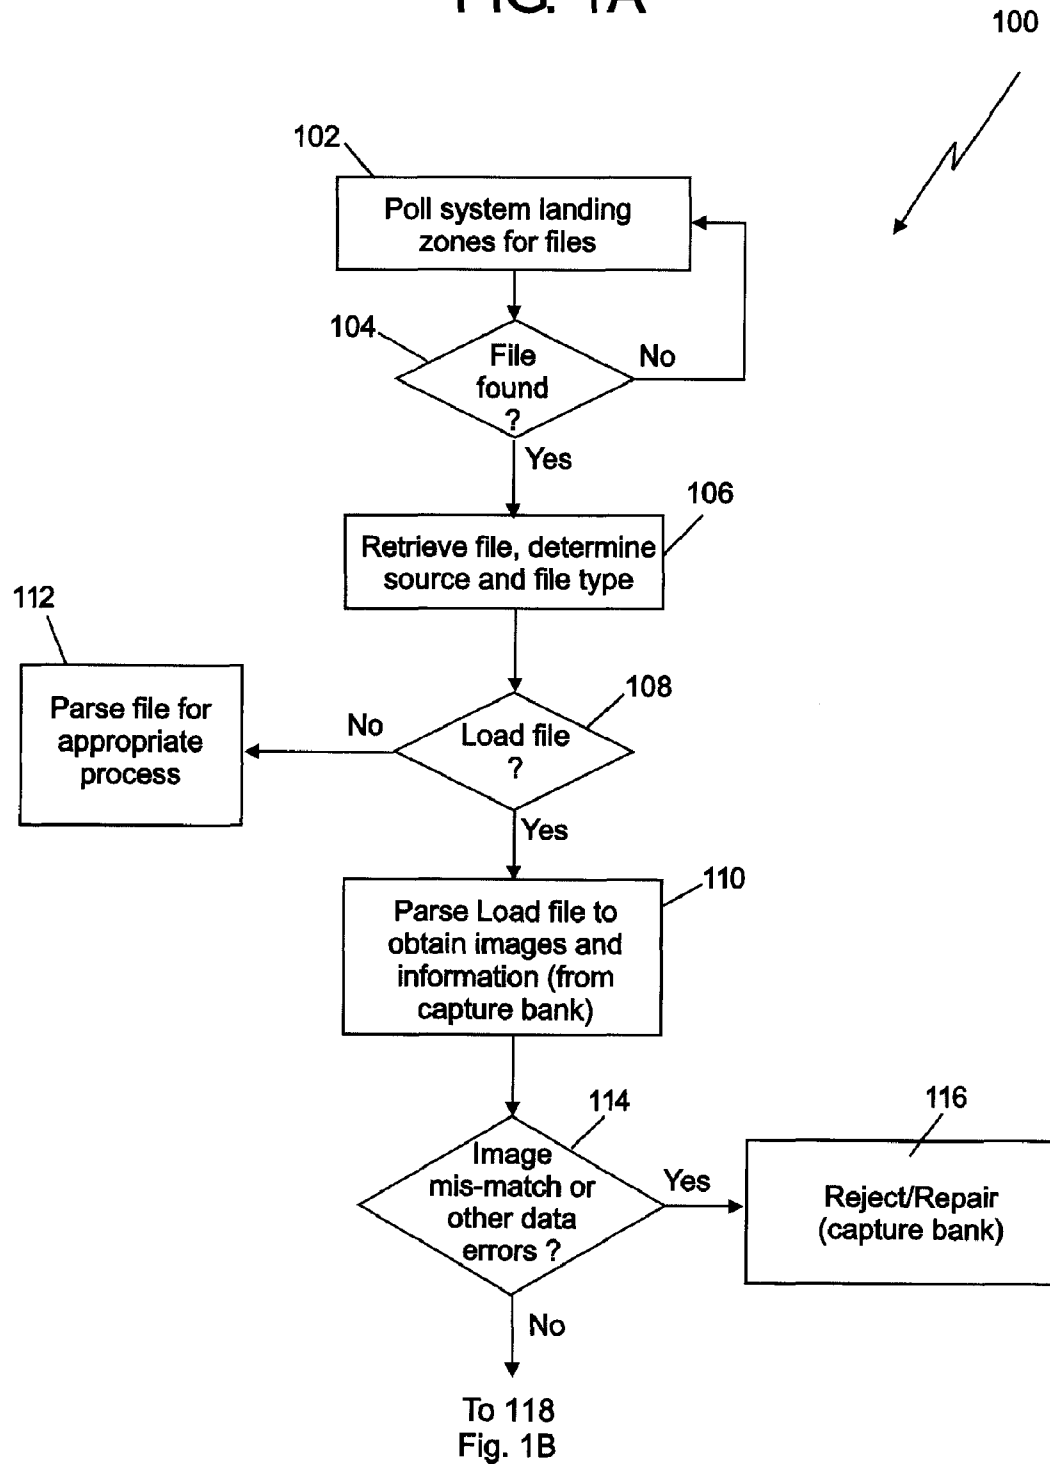 FIG. 1A
100
102
Poll system landing
zones for files
104
File
found
?
No
Yes
106
Retrieve file, determine
source and file type
112
Parse file for
appropriate
process
108
No
Load file
?
Yes
110
Parse Load file to
obtain images and
information (from
capture bank)
114
Image
mis-match or
other data
errors ?
Yes
116
Reject/Repair
(capture bank)
No
To 118
Fig. 1B